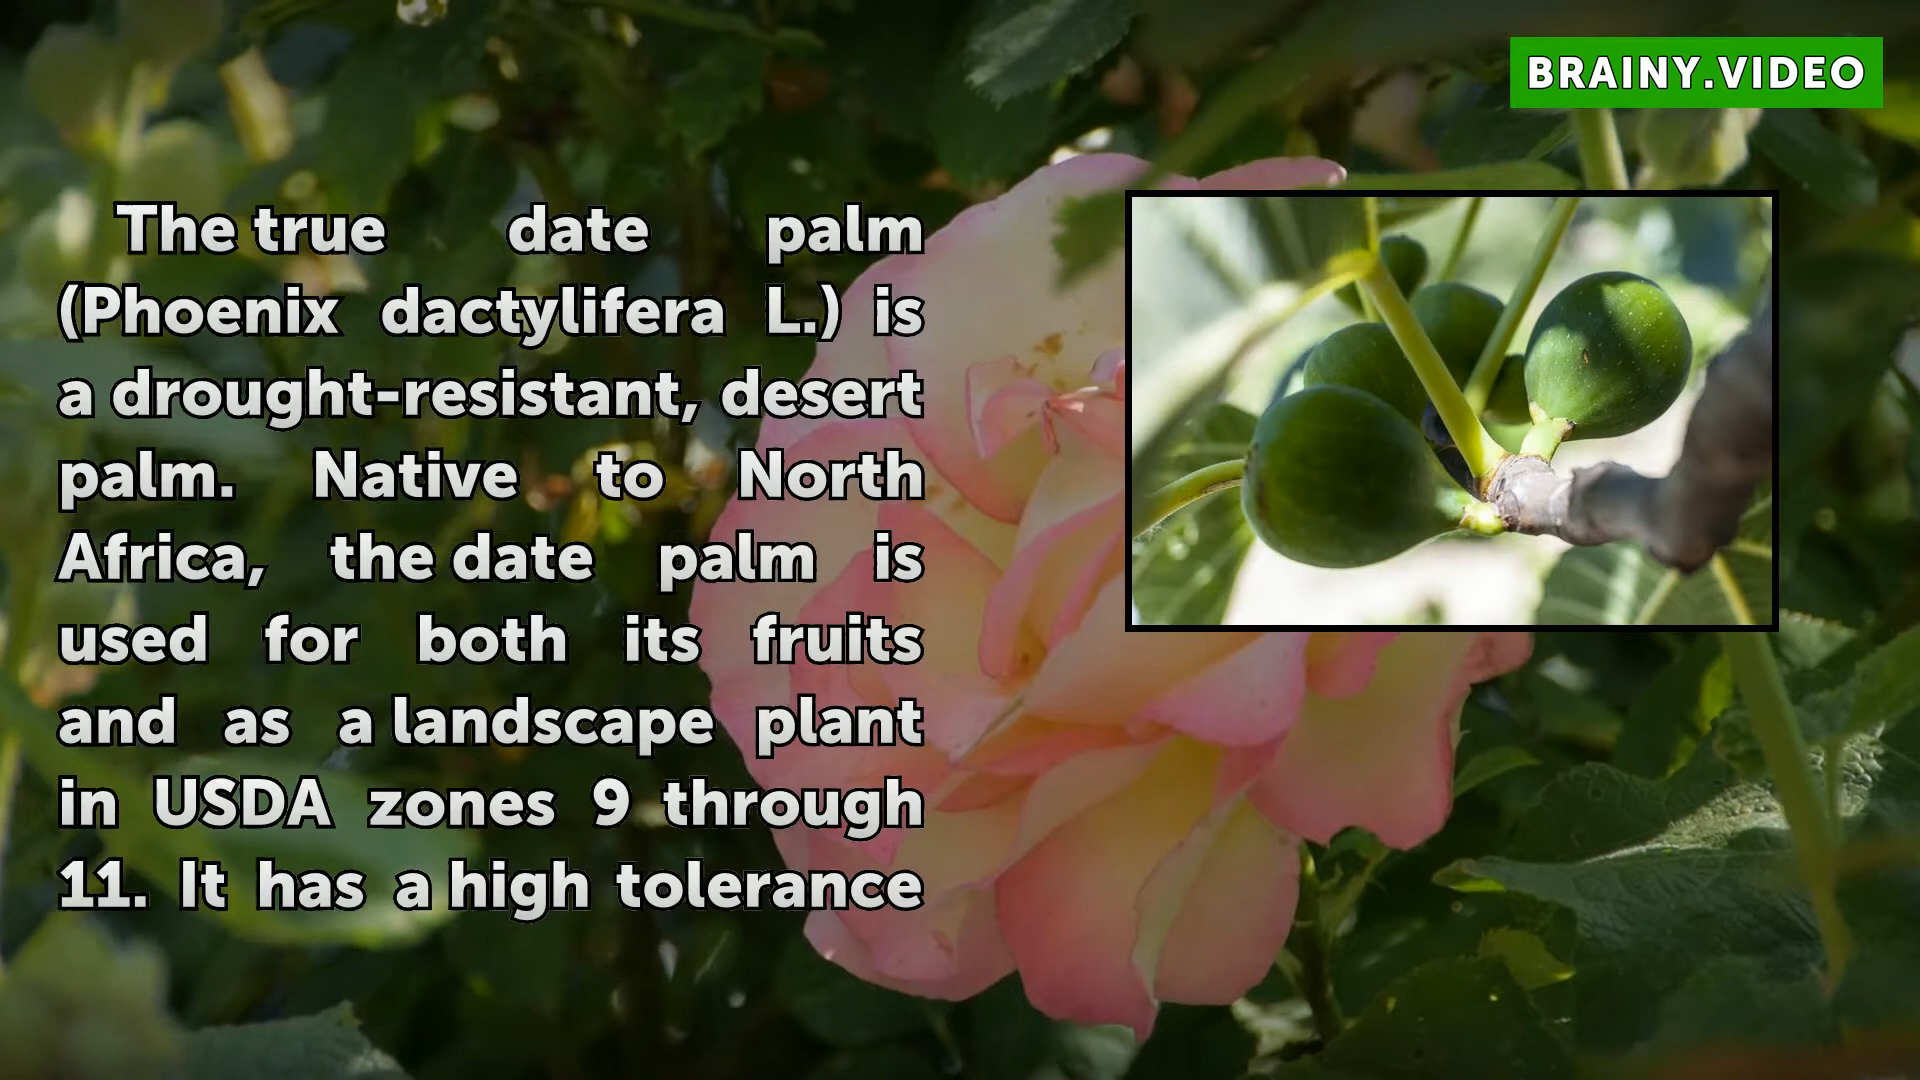 BRAINY.VIDEO
The true date palm
(Phoenix dactylifera L.) is
a drought-resistant, desert
palm. Native to North
Africa, the date palm is
used for both its fruits
and as a landscape plant
in USDA zones 9 through
11. It has a high tolerance